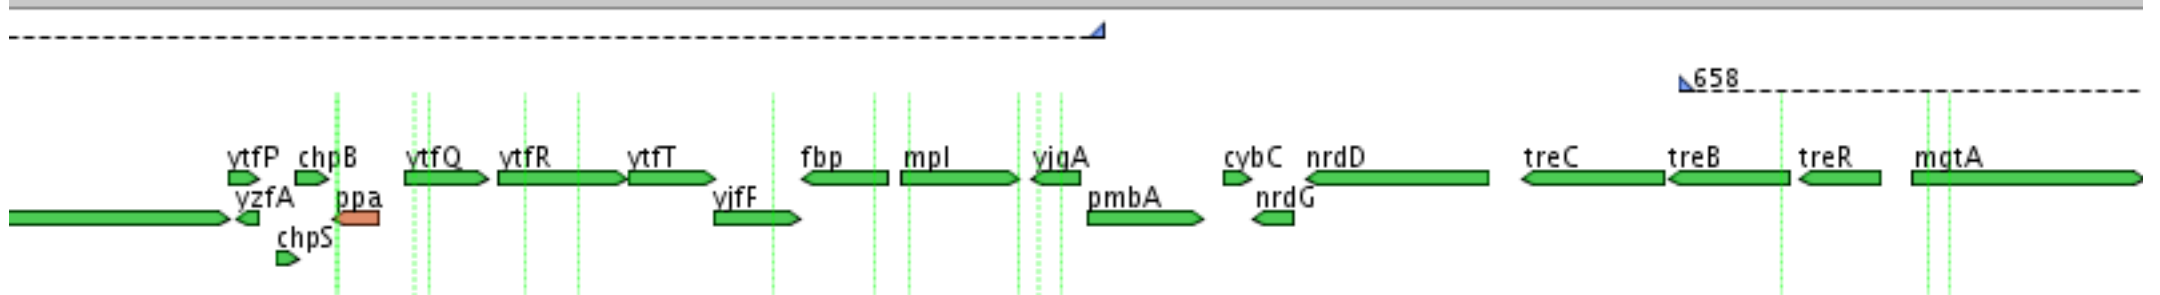 658
ytfP chpB ytfQ ytfR ytfT fbp mpl yjgA cybC nrdD treC treB treR mgtA
yzfA ppa yjfF pmbA nrdG
chpS